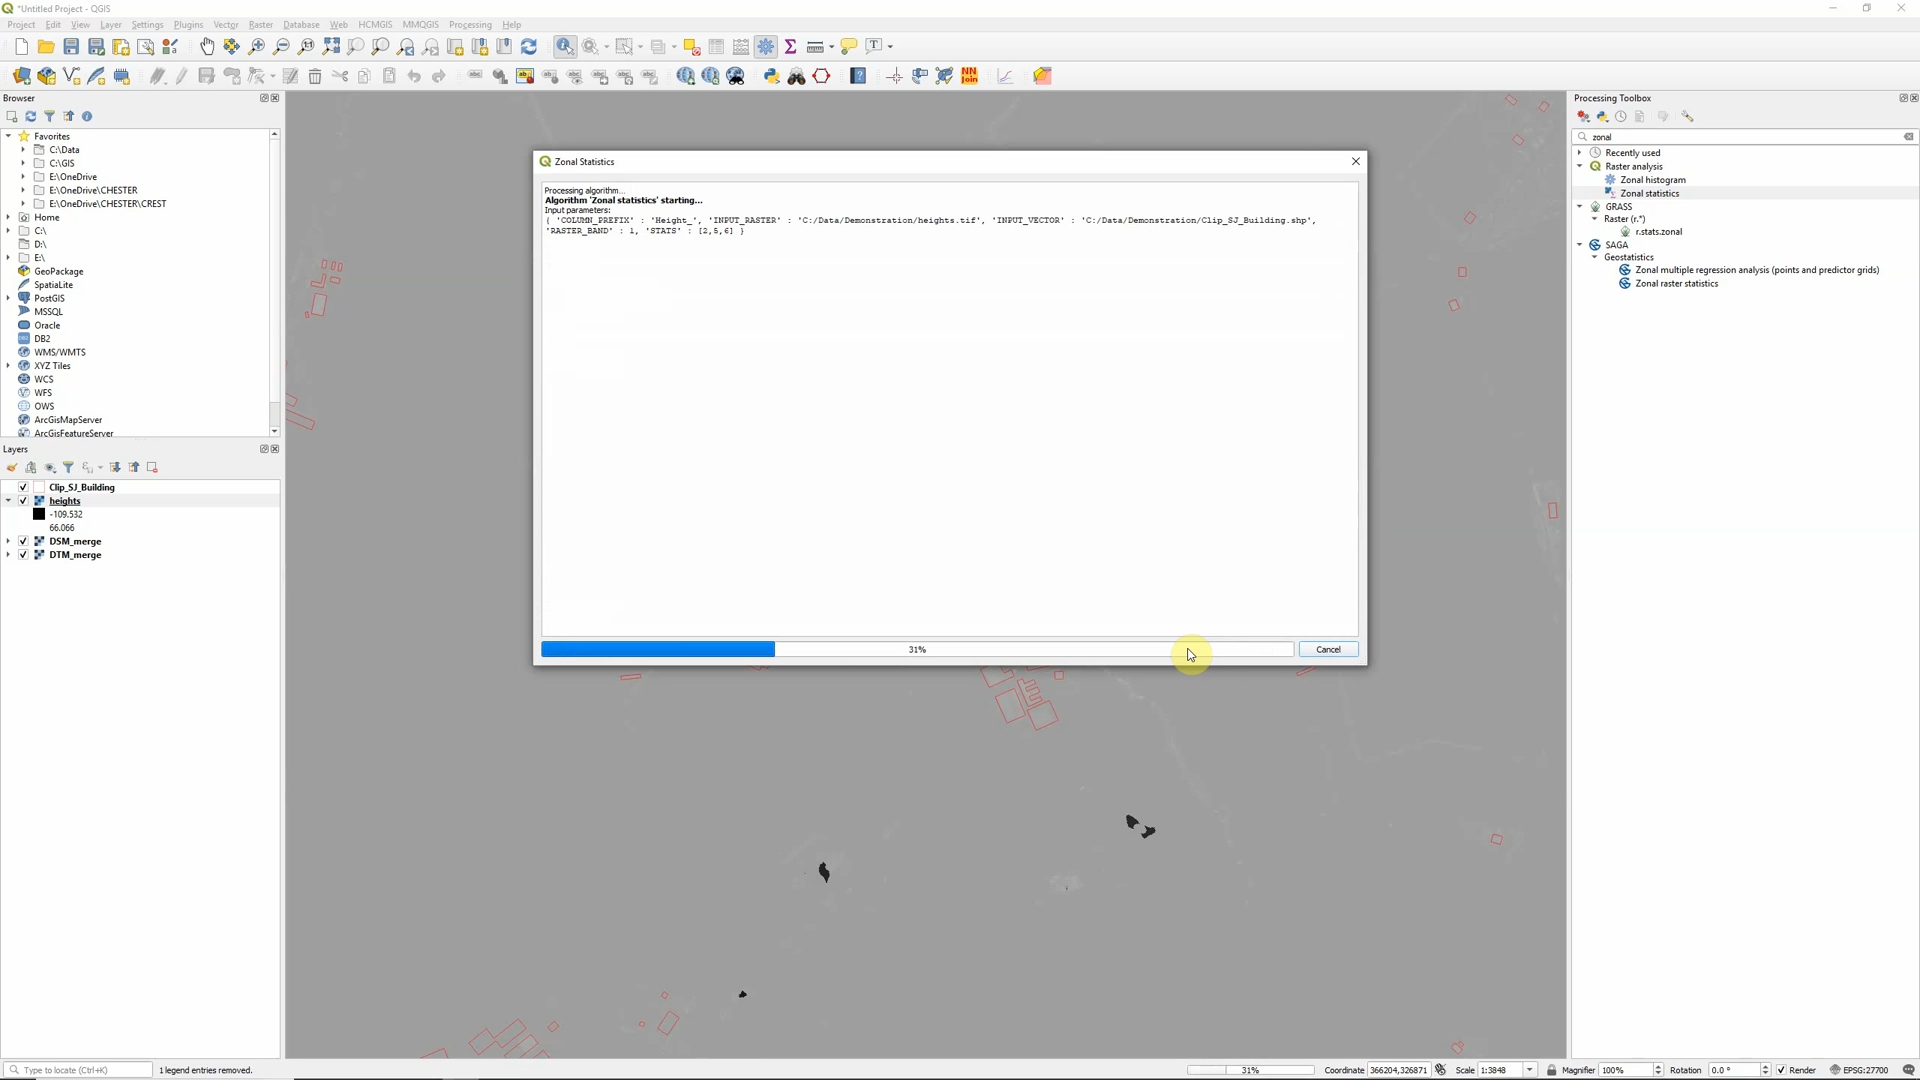 *Untitled Project - QGIS
Project Edit View Layer Settings Plugins Vector Raster Database Web HCMGIS MMQGIS Processing Help
Browser
Favorites
C:\Data
C:\GIS
E:\OneDrive
E:\OneDrive\CHESTER
E:\OneDrive\CHESTER\CREST
Home
C:\
D:\
E:\
GeoPackage
SpatiaLite
PostGIS
MSSQL
Oracle
DB2
WMS/WMTS
XYZ Tiles
WCS
WFS
OWS
ArcGisMapServer
ArcGisFeatureServer
Layers
Clip_SJ_Building
heights
-109.532
66.066
DSM_merge
DTM_merge
Zonal Statistics
Processing algorithm...
Algorithm 'Zonal statistics' starting...
Input parameters:
{ 'COLUMN_PREFIX' : 'Height_', 'INPUT_RASTER' : 'C:/Data/Demonstration/heights.tif', 'INPUT_VECTOR' : 'C:/Data/Demonstration/Clip_SJ_Building.shp',
'RASTER_BAND' : 1, 'STATS' : [2,5,6] }
31%
Cancel
Processing Toolbox
zonal
Recently used
Raster analysis
Zonal histogram
Zonal statistics
GRASS
Raster (r.*)
r.stats.zonal
SAGA
Geostatistics
Zonal multiple regression analysis (points and predictor grids)
Zonal raster statistics
Type to locate (Ctrl+K) 1 legend entries removed. 31% Coordinate 366204,326871 Scale 1:3848 Magnifier 100% Rotation 0.0 ° Render EPSG:27700